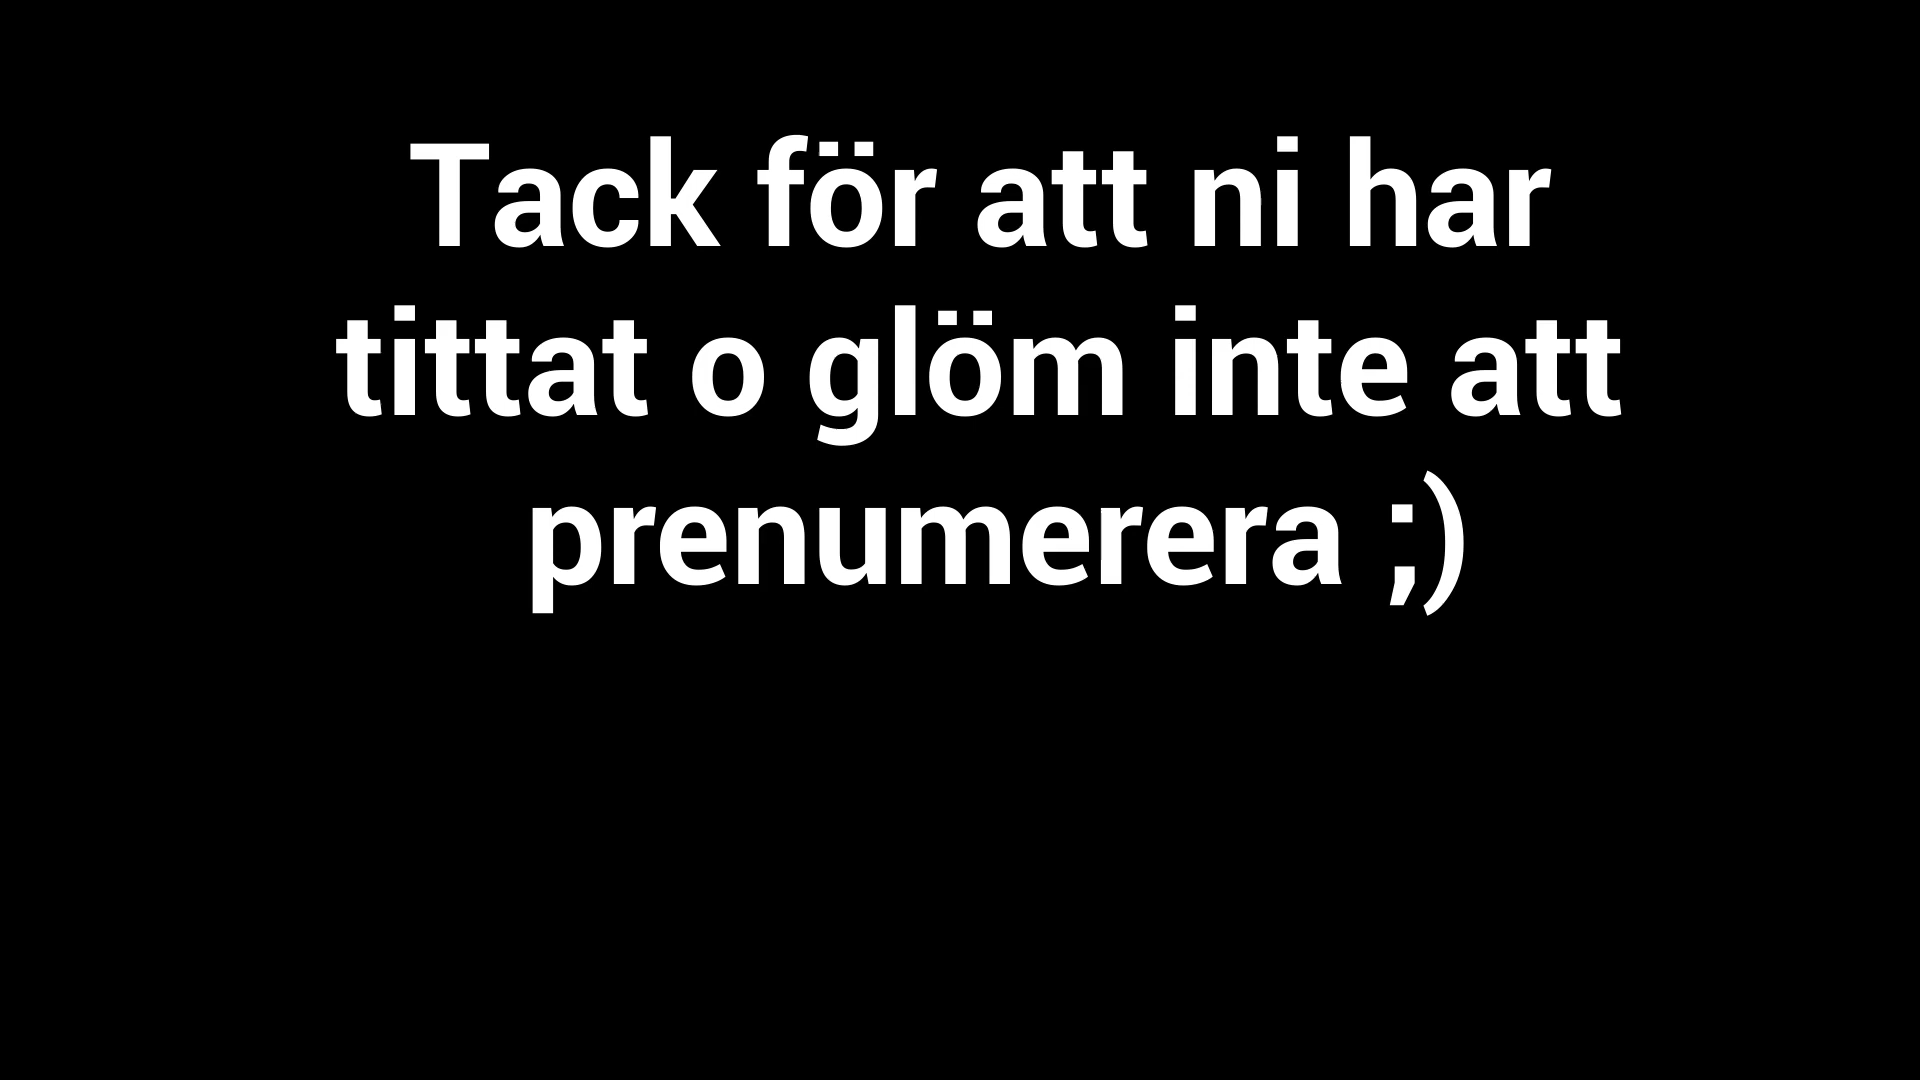 Tack för att ni har
tittat o glöm inte att
prenumerera ;)